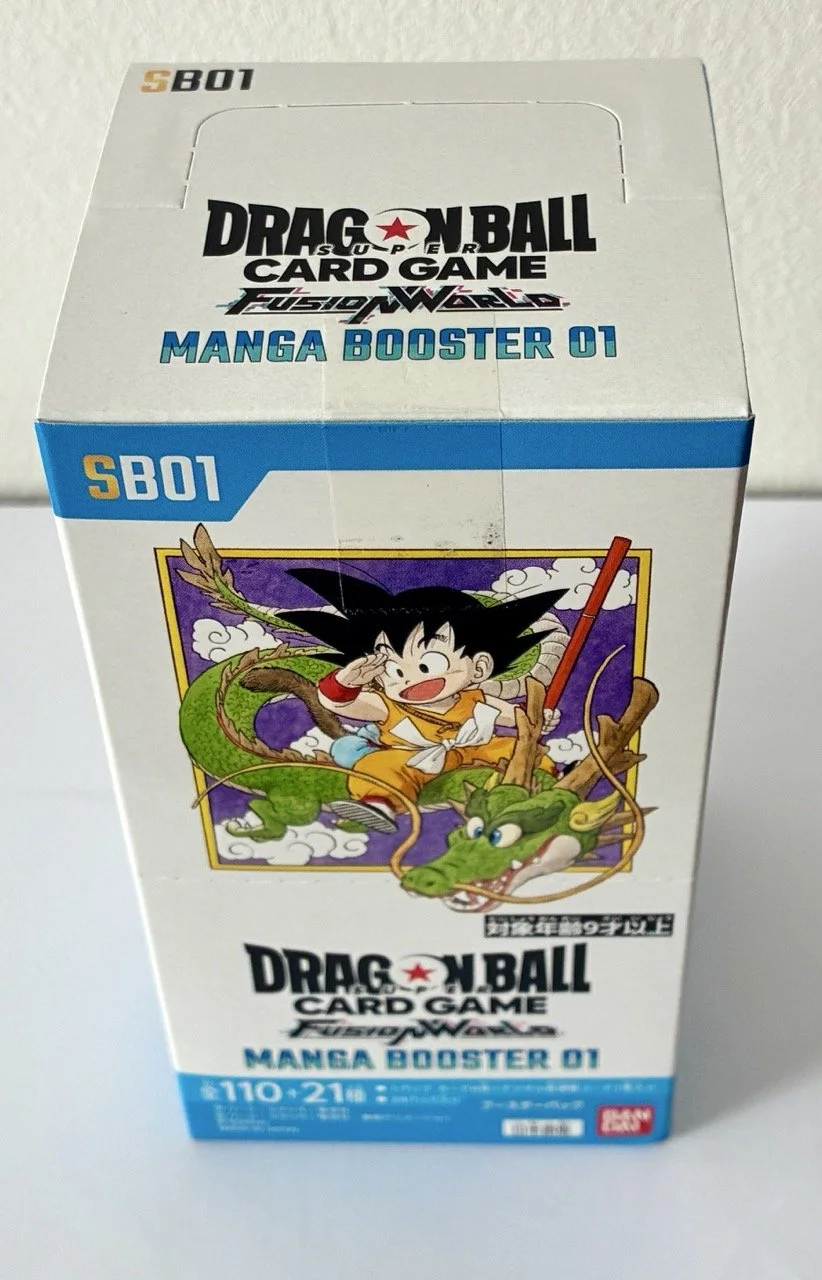 SB01
DRAGON BALL
SUPER
CARD GAME
FUSION WORLD
MANGA BOOSTER 01
SB01
対象年齢9才以上
DRAGON BALL
SUPER
CARD GAME
FUSION WORLD
MANGA BOOSTER 01
全110+21種
ブースターパック
BAN
DAI